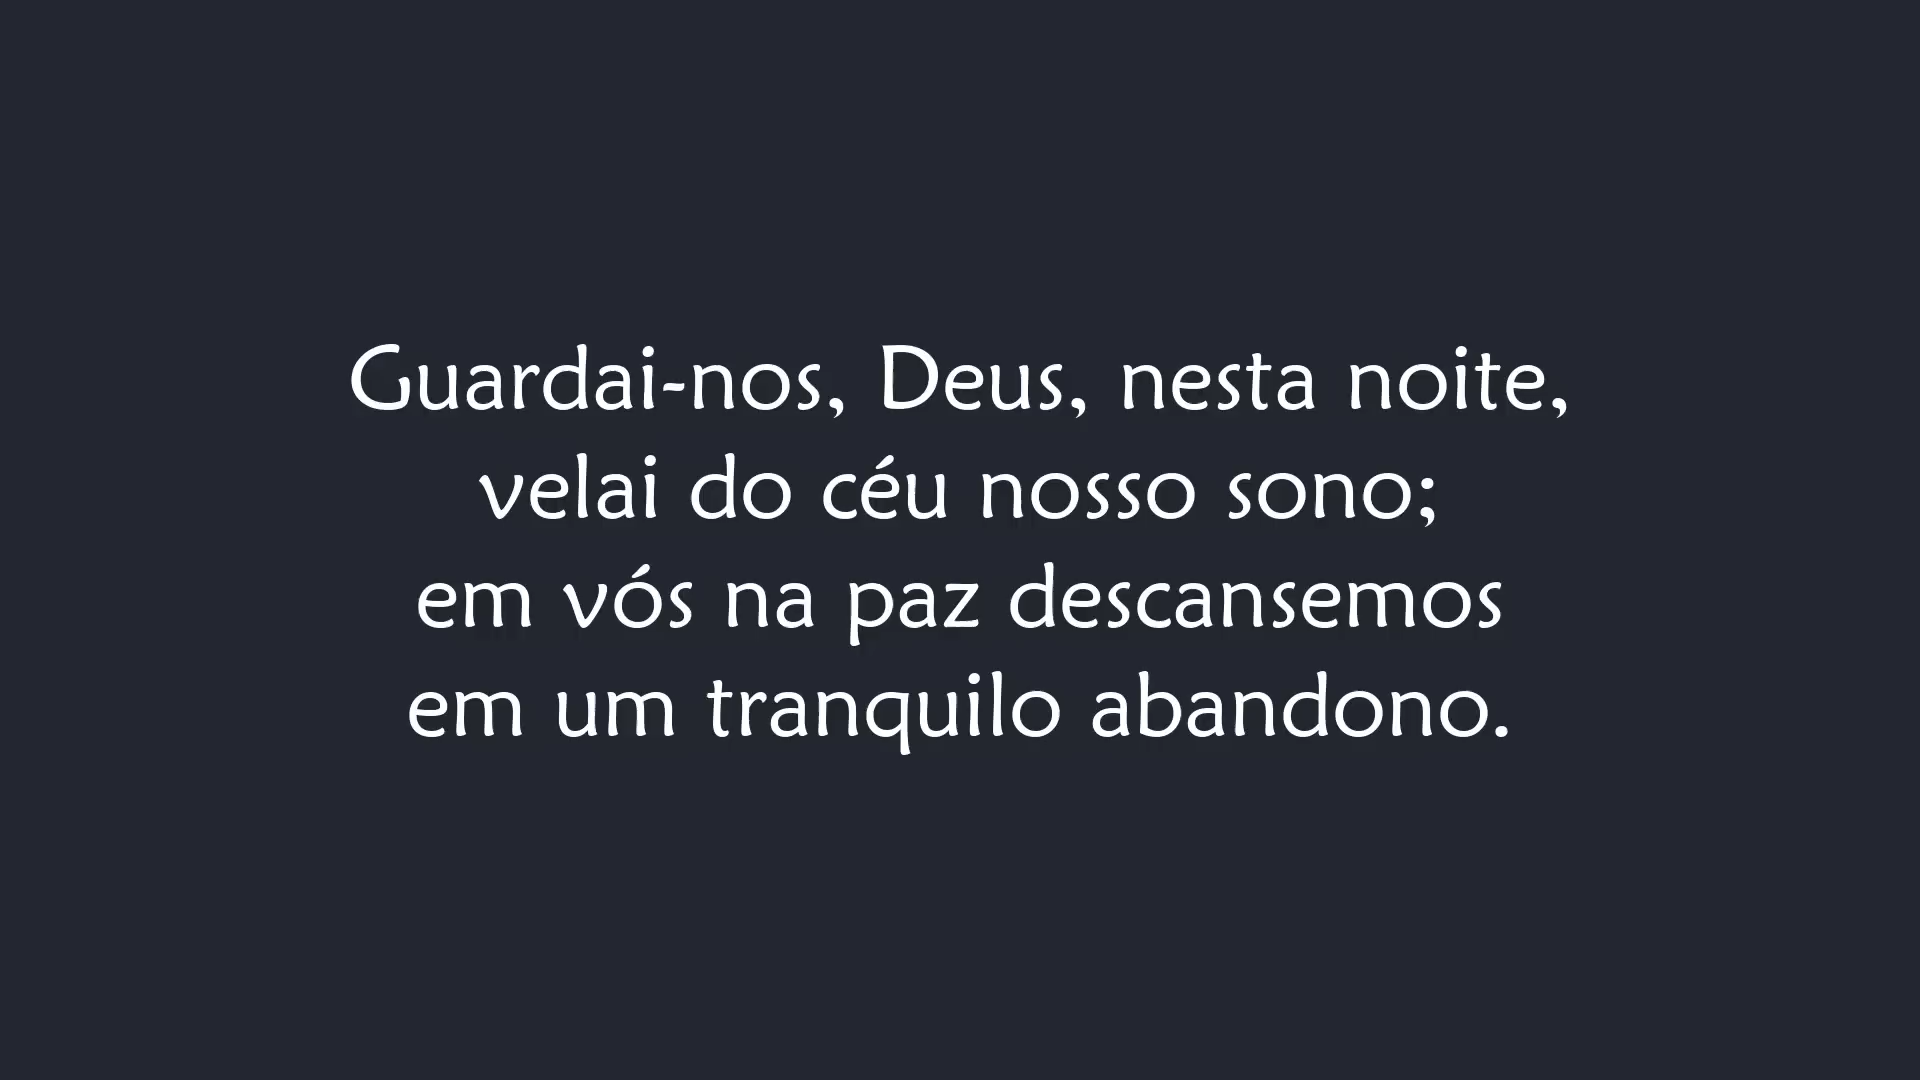 Guardai-nos, Deus, nesta noite,
velai do céu nosso sono;
em vós na paz descansemos
em um tranquilo abandono.